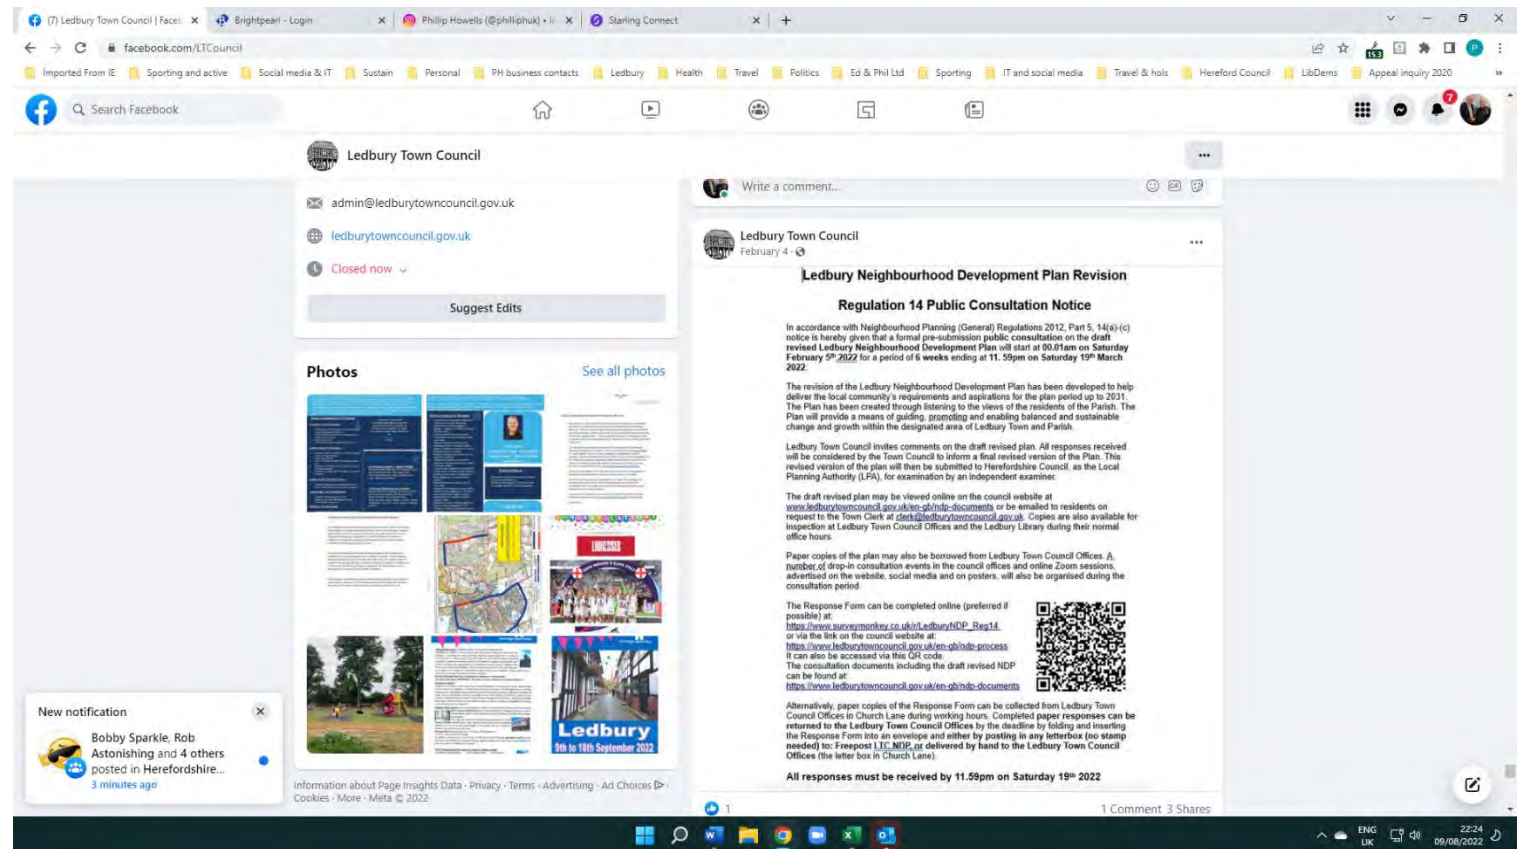 (7) Ledbury Town Council | Faceb
Brightpearl - Login
Phillip Howells (@philliphuk) • I
Starling Connect
facebook.com/LTCouncil
153
P
Imported From IE
Sporting and active
Social media & IT
Sustain
Personal
PH business contacts
Ledbury
Health
Travel
Politics
Ed & Phil Ltd
Sporting
IT and social media
Travel & hols
Hereford Council
LibDems
Appeal inquiry 2020
Search Facebook
7
Ledbury Town Council
admin@ledburytowncouncil.gov.uk
ledburytowncouncil.gov.uk
Closed now
Suggest Edits
Photos
See all photos
Ledbury
9th to 18th September 2022
Information about Page Insights Data · Privacy · Terms · Advertising · Ad Choices ·
Cookies · More · Meta © 2022
New notification
Bobby Sparkle, Rob
Astonishing and 4 others
posted in Herefordshire...
3 minutes ago
Write a comment...
GIF
Ledbury Town Council
February 4 ·
Ledbury Neighbourhood Development Plan Revision
Regulation 14 Public Consultation Notice
In accordance with Neighbourhood Planning (General) Regulations 2012, Part 5, 14(a)-(c)
notice is hereby given that a formal pre-submission public consultation on the draft
revised Ledbury Neighbourhood Development Plan will start at 00.01am on Saturday
February 5th 2022 for a period of 6 weeks ending at 11. 59pm on Saturday 19th March
2022.
The revision of the Ledbury Neighbourhood Development Plan has been developed to help
deliver the local community's requirements and aspirations for the plan period up to 2031.
The Plan has been created through listening to the views of the residents of the Parish. The
Plan will provide a means of guiding, promoting and enabling balanced and sustainable
change and growth within the designated area of Ledbury Town and Parish.
Ledbury Town Council invites comments on the draft revised plan. All responses received
will be considered by the Town Council to inform a final revised version of the Plan. This
revised version of the plan will then be submitted to Herefordshire Council, as the Local
Planning Authority (LPA), for examination by an independent examiner.
The draft revised plan may be viewed online on the council website at
www.ledburytowncouncil.gov.uk/en-gb/ndp-documents or be emailed to residents on
request to the Town Clerk at clerk@ledburytowncouncil.gov.uk. Copies are also available for
inspection at Ledbury Town Council Offices and the Ledbury Library during their normal
office hours.
Paper copies of the plan may also be borrowed from Ledbury Town Council Offices. A
number of drop-in consultation events in the council offices and online Zoom sessions,
advertised on the website, social media and on posters, will also be organised during the
consultation period.
The Response Form can be completed online (preferred if
possible) at:
https://www.surveymonkey.co.uk/r/LedburyNDP_Reg14
or via the link on the council website at:
https://www.ledburytowncouncil.gov.uk/en-gb/ndp-process
It can also be accessed via this QR code.
The consultation documents including the draft revised NDP
can be found at:
https://www.ledburytowncouncil.gov.uk/en-gb/ndp-documents
Alternatively, paper copies of the Response Form can be collected from Ledbury Town
Council Offices in Church Lane during working hours. Completed paper responses can be
returned to the Ledbury Town Council Offices by the deadline by folding and inserting
the Response Form into an envelope and either by posting in any letterbox (no stamp
needed) to: Freepost LTC NDP, or delivered by hand to the Ledbury Town Council
Offices (the letter box in Church Lane).
All responses must be received by 11.59pm on Saturday 19th 2022
1
1 Comment 3 Shares
ENG
UK
22:24
09/08/2022